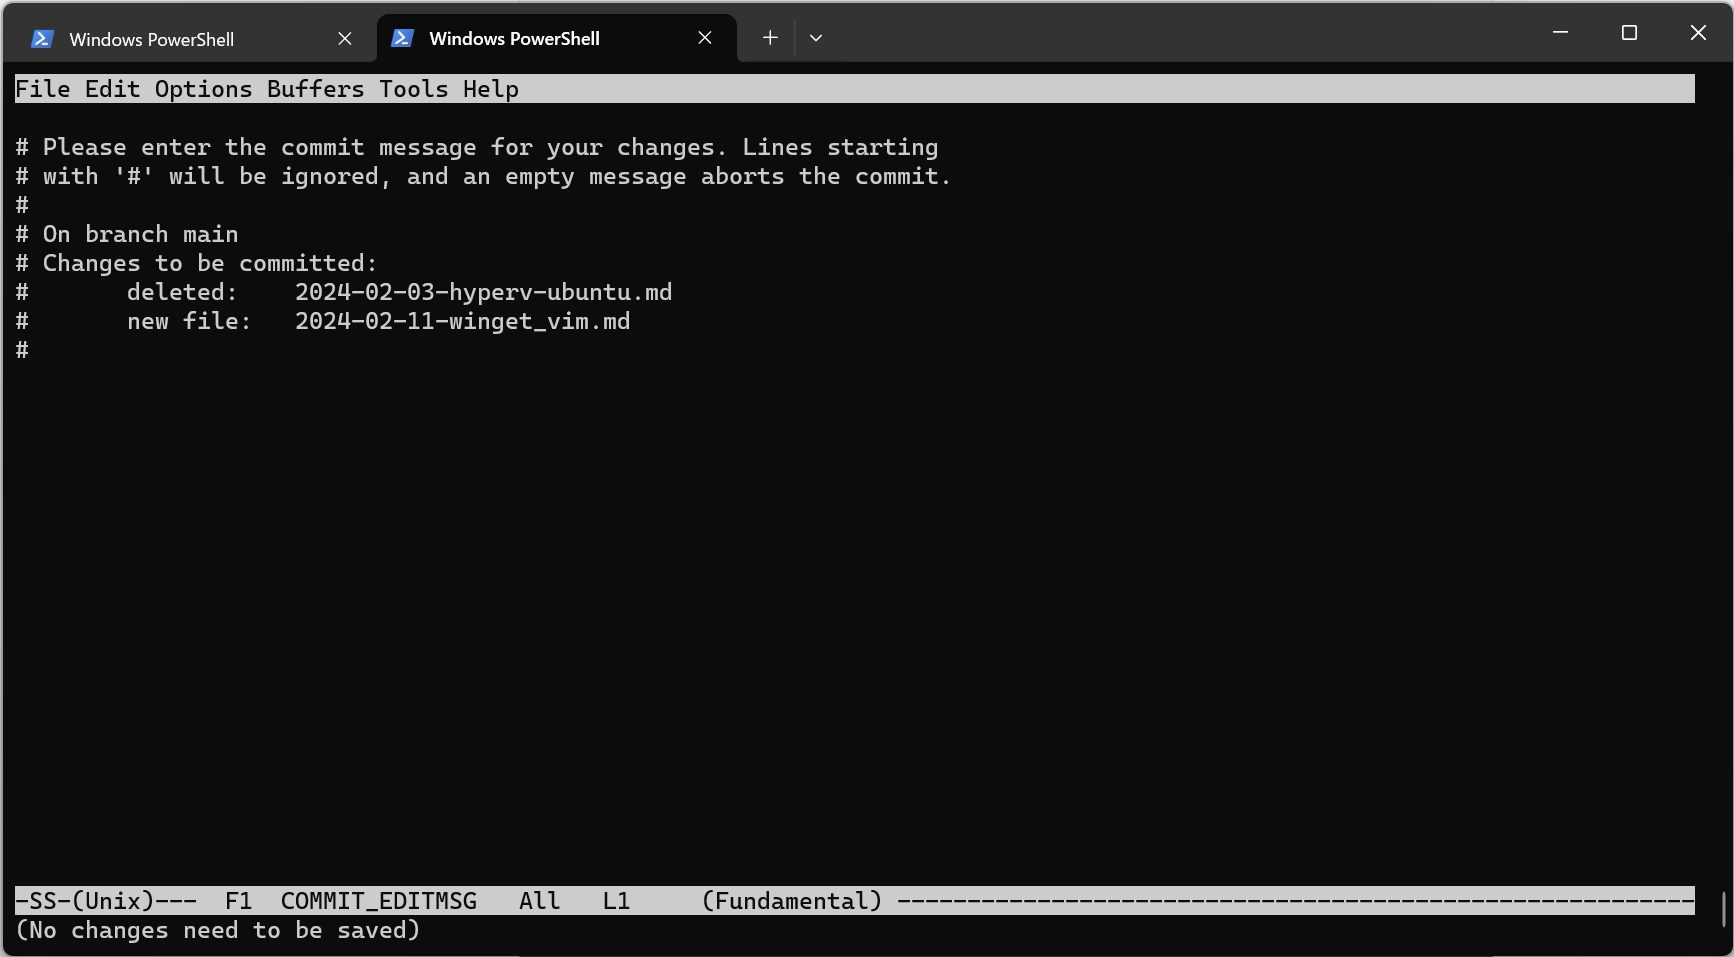 Windows PowerShell
Windows PowerShell
File Edit Options Buffers Tools Help
# Please enter the commit message for your changes. Lines starting
# with '#' will be ignored, and an empty message aborts the commit.
#
# On branch main
# Changes to be committed:
#       deleted:    2024-02-03-hyperv-ubuntu.md
#       new file:   2024-02-11-winget_vim.md
#
-SS-(Unix)---  F1  COMMIT_EDITMSG   All   L1     (Fundamental) ---------------------------------------------------------
(No changes need to be saved)